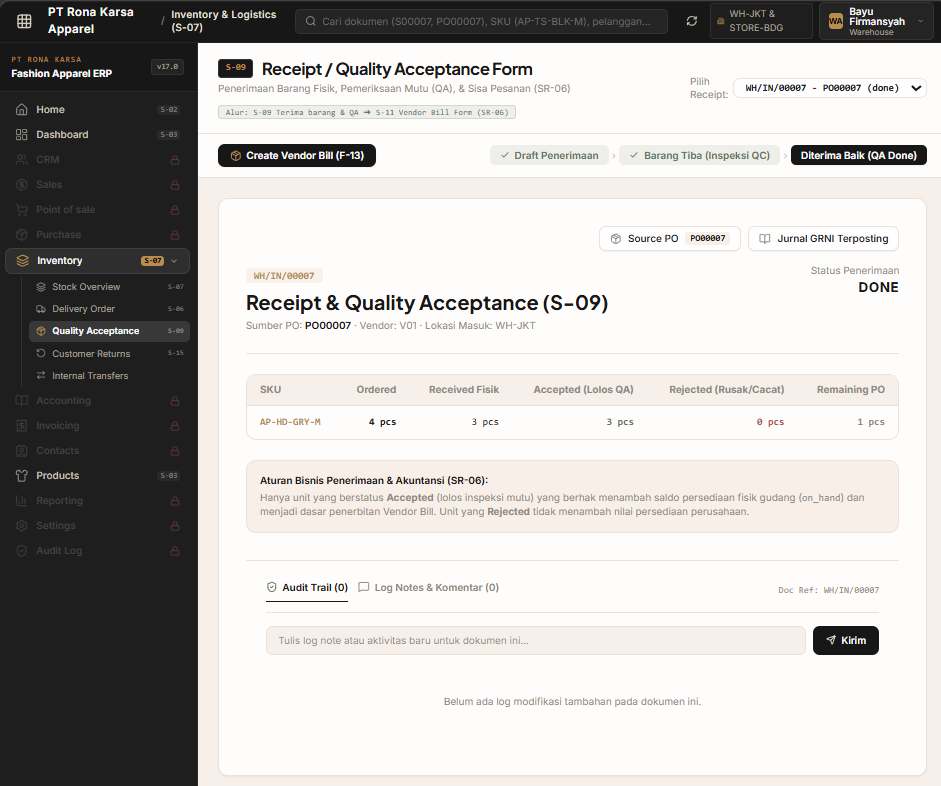 PT Rona Karsa
Apparel
/ Inventory & Logistics
(S-07)
Cari dokumen (S00007, PO00007), SKU (AP-TS-BLK-M), pelanggan...
WH-JKT &
STORE-BDG
WA
Bayu
Firmansyah
Warehouse
PT RONA KARSA
Fashion Apparel ERP
v17.0
Home S-02
Dashboard S-03
CRM
Sales
Point of sale
Purchase
Inventory S-07
Stock Overview S-07
Delivery Order S-06
Quality Acceptance S-09
Customer Returns S-15
Internal Transfers
Accounting
Invoicing
Contacts
Products S-03
Reporting
Settings
Audit Log
S-09 Receipt / Quality Acceptance Form
Penerimaan Barang Fisik, Pemeriksaan Mutu (QA), & Sisa Pesanan (SR-06)
Alur: S-09 Terima barang & QA ➔ S-11 Vendor Bill Form (SR-06)
Pilih
Receipt:
WH/IN/00007 - PO00007 (done)
Create Vendor Bill (F-13)
✓ Draft Penerimaan › ✓ Barang Tiba (Inspeksi QC) › Diterima Baik (QA Done)
Source PO PO00007
Jurnal GRNI Terposting
WH/IN/00007
Receipt & Quality Acceptance (S-09)
Sumber PO: PO00007 · Vendor: V01 · Lokasi Masuk: WH-JKT
Status Penerimaan
DONE
SKU Ordered Received Fisik Accepted (Lolos QA) Rejected (Rusak/Cacat) Remaining PO
AP-HD-GRY-M 4 pcs 3 pcs 3 pcs 0 pcs 1 pcs
Aturan Bisnis Penerimaan & Akuntansi (SR-06):
Hanya unit yang berstatus Accepted (lolos inspeksi mutu) yang berhak menambah saldo persediaan fisik gudang (on_hand) dan
menjadi dasar penerbitan Vendor Bill. Unit yang Rejected tidak menambah nilai persediaan perusahaan.
Audit Trail (0)
Log Notes & Komentar (0)
Doc Ref: WH/IN/00007
Tulis log note atau aktivitas baru untuk dokumen ini...
Kirim
Belum ada log modifikasi tambahan pada dokumen ini.